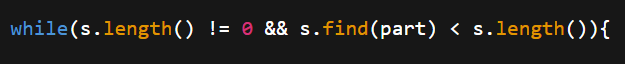 while(s.length() != 0 && s.find(part) < s.length()){